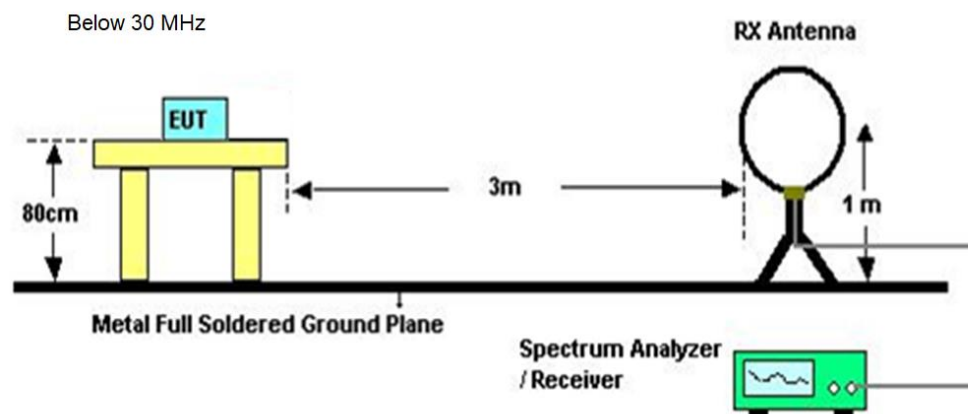 Below 30 MHz
RX Antenna
EUT
80cm
3m
1 m
Metal Full Soldered Ground Plane
Spectrum Analyzer
/ Receiver